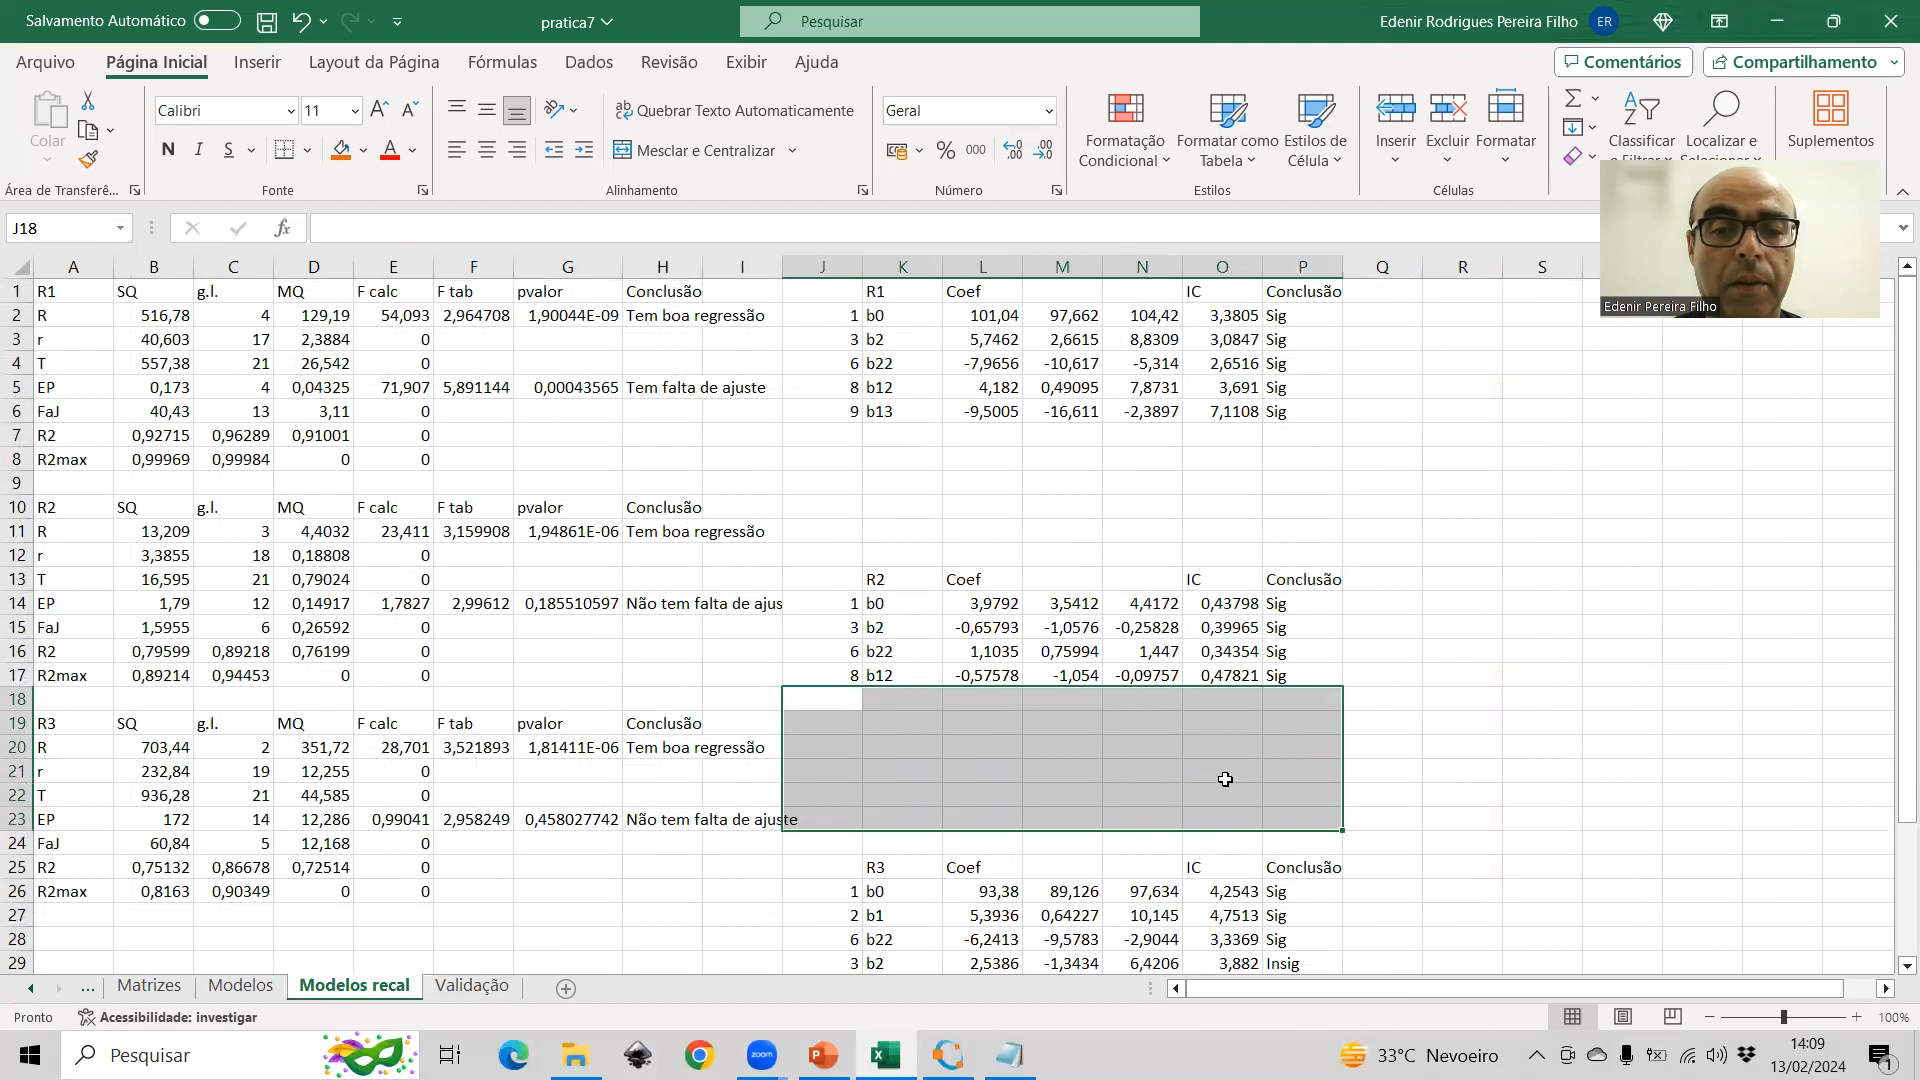 Salvamento Automático
pratica7
Pesquisar
Edenir Rodrigues Pereira Filho
ER
Arquivo Página Inicial Inserir Layout da Página Fórmulas Dados Revisão Exibir Ajuda
Comentários
Compartilhamento
Colar
Calibri 11
N I S
Quebrar Texto Automaticamente
Mesclar e Centralizar
Geral
% 000
Formatação Condicional
Formatar como Tabela
Estilos de Célula
Inserir Excluir Formatar
Classificar
Localizar e
Suplementos
Área de Transferê... Fonte Alinhamento Número Estilos Células
J18
fx
Edenir Pereira Filho
A B C D E F G H I J K L M N O P Q R S
1 R1 SQ g.l. MQ F calc F tab pvalor Conclusão R1 Coef IC Conclusão
2 R 516,78 4 129,19 54,093 2,964708 1,90044E-09 Tem boa regressão 1 b0 101,04 97,662 104,42 3,3805 Sig
3 r 40,603 17 2,3884 0 3 b2 5,7462 2,6615 8,8309 3,0847 Sig
4 T 557,38 21 26,542 0 6 b22 -7,9656 -10,617 -5,314 2,6516 Sig
5 EP 0,173 4 0,04325 71,907 5,891144 0,00043565 Tem falta de ajuste 8 b12 4,182 0,49095 7,8731 3,691 Sig
6 FaJ 40,43 13 3,11 0 9 b13 -9,5005 -16,611 -2,3897 7,1108 Sig
7 R2 0,92715 0,96289 0,91001 0
8 R2max 0,99969 0,99984 0 0
9
10 R2 SQ g.l. MQ F calc F tab pvalor Conclusão
11 R 13,209 3 4,4032 23,411 3,159908 1,94861E-06 Tem boa regressão
12 r 3,3855 18 0,18808 0
13 T 16,595 21 0,79024 0 R2 Coef IC Conclusão
14 EP 1,79 12 0,14917 1,7827 2,99612 0,185510597 Não tem falta de ajus 1 b0 3,9792 3,5412 4,4172 0,43798 Sig
15 FaJ 1,5955 6 0,26592 0 3 b2 -0,65793 -1,0576 -0,25828 0,39965 Sig
16 R2 0,79599 0,89218 0,76199 0 6 b22 1,1035 0,75994 1,447 0,34354 Sig
17 R2max 0,89214 0,94453 0 0 8 b12 -0,57578 -1,054 -0,09757 0,47821 Sig
18
19 R3 SQ g.l. MQ F calc F tab pvalor Conclusão
20 R 703,44 2 351,72 28,701 3,521893 1,81411E-06 Tem boa regressão
21 r 232,84 19 12,255 0
22 T 936,28 21 44,585 0
23 EP 172 14 12,286 0,99041 2,958249 0,458027742 Não tem falta de ajuste
24 FaJ 60,84 5 12,168 0
25 R2 0,75132 0,86678 0,72514 0 R3 Coef IC Conclusão
26 R2max 0,8163 0,90349 0 0 1 b0 93,38 89,126 97,634 4,2543 Sig
27 2 b1 5,3936 0,64227 10,145 4,7513 Sig
28 6 b22 -6,2413 -9,5783 -2,9044 3,3369 Sig
29 3 b2 2,5386 -1,3434 6,4206 3,882 Insig
... Matrizes Modelos Modelos recal Validação
Pronto Acessibilidade: investigar 100%
Pesquisar
zoom
33°C Nevoeiro
14:09
13/02/2024
1